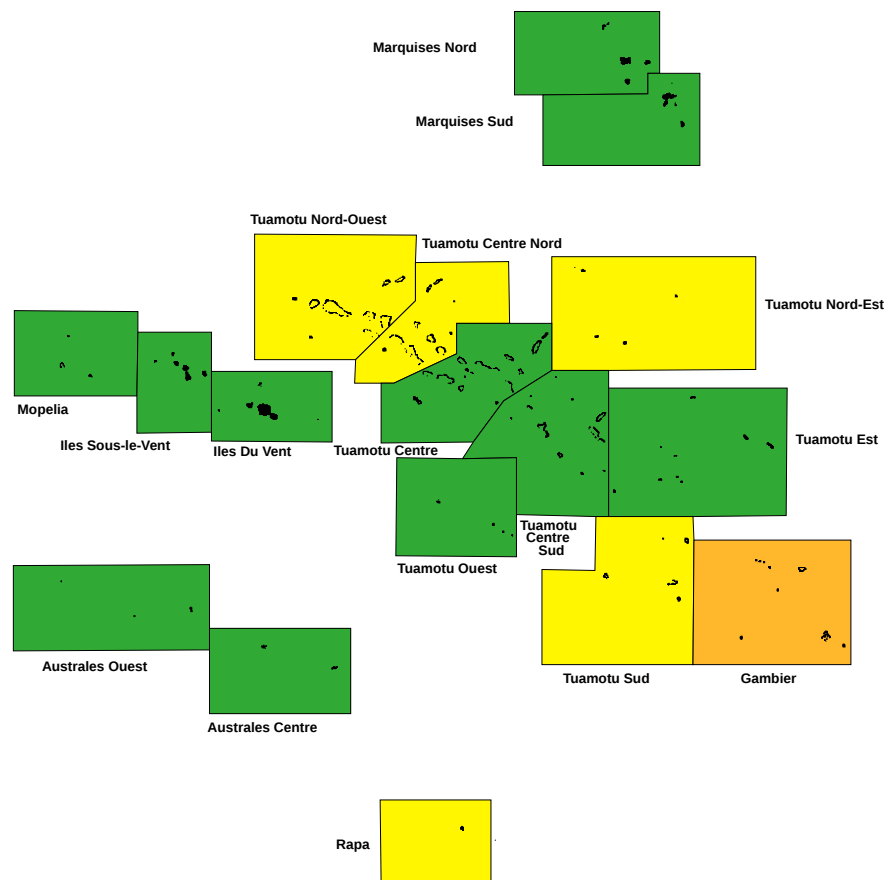 Marquises Nord
Marquises Sud
Tuamotu Nord-Ouest
Tuamotu Centre Nord
Tuamotu Nord-Est
Mopelia
Iles Sous-le-Vent
Iles Du Vent
Tuamotu Centre
Tuamotu Est
Tuamotu
Centre
Sud
Tuamotu Ouest
Australes Ouest
Tuamotu Sud
Gambier
Australes Centre
Rapa